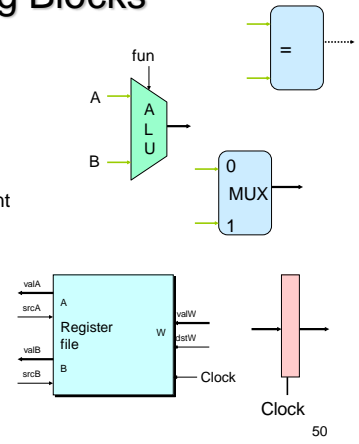 g Blocks
=
fun
A
B
A
L
U
nt
0
MUX
1
valA
srcA
valB
srcB
A
Register
file
B
W
valW
dstW
Clock
Clock
50